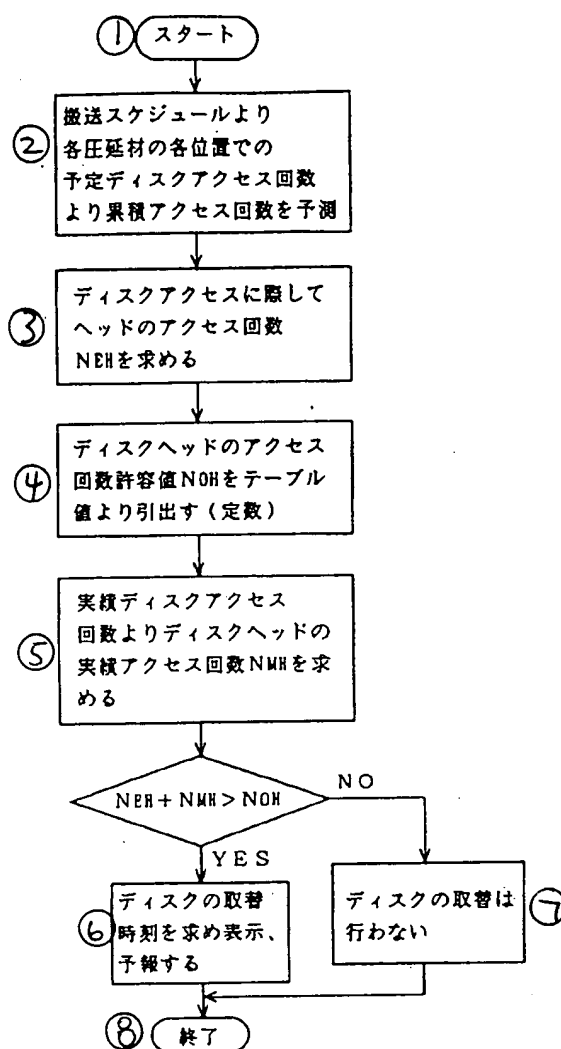 ① スタート
②
搬送スケジュールより
各圧延材の各位置での
予定ディスクアクセス回数
より累積アクセス回数を予測
③
ディスクアクセスに際して
ヘッドのアクセス回数
NEHを求める
④
ディスクヘッドのアクセス
回数許容値NOHをテーブル
値より引出す(定数)
⑤
実績ディスクアクセス
回数よりディスクヘッドの
実績アクセス回数NMHを求
める
NEH+NMH>NOH
NO
YES
⑥
ディスクの取替
時刻を求め表示、
予報する
ディスクの取替は
行わない
⑦
⑧ 終了